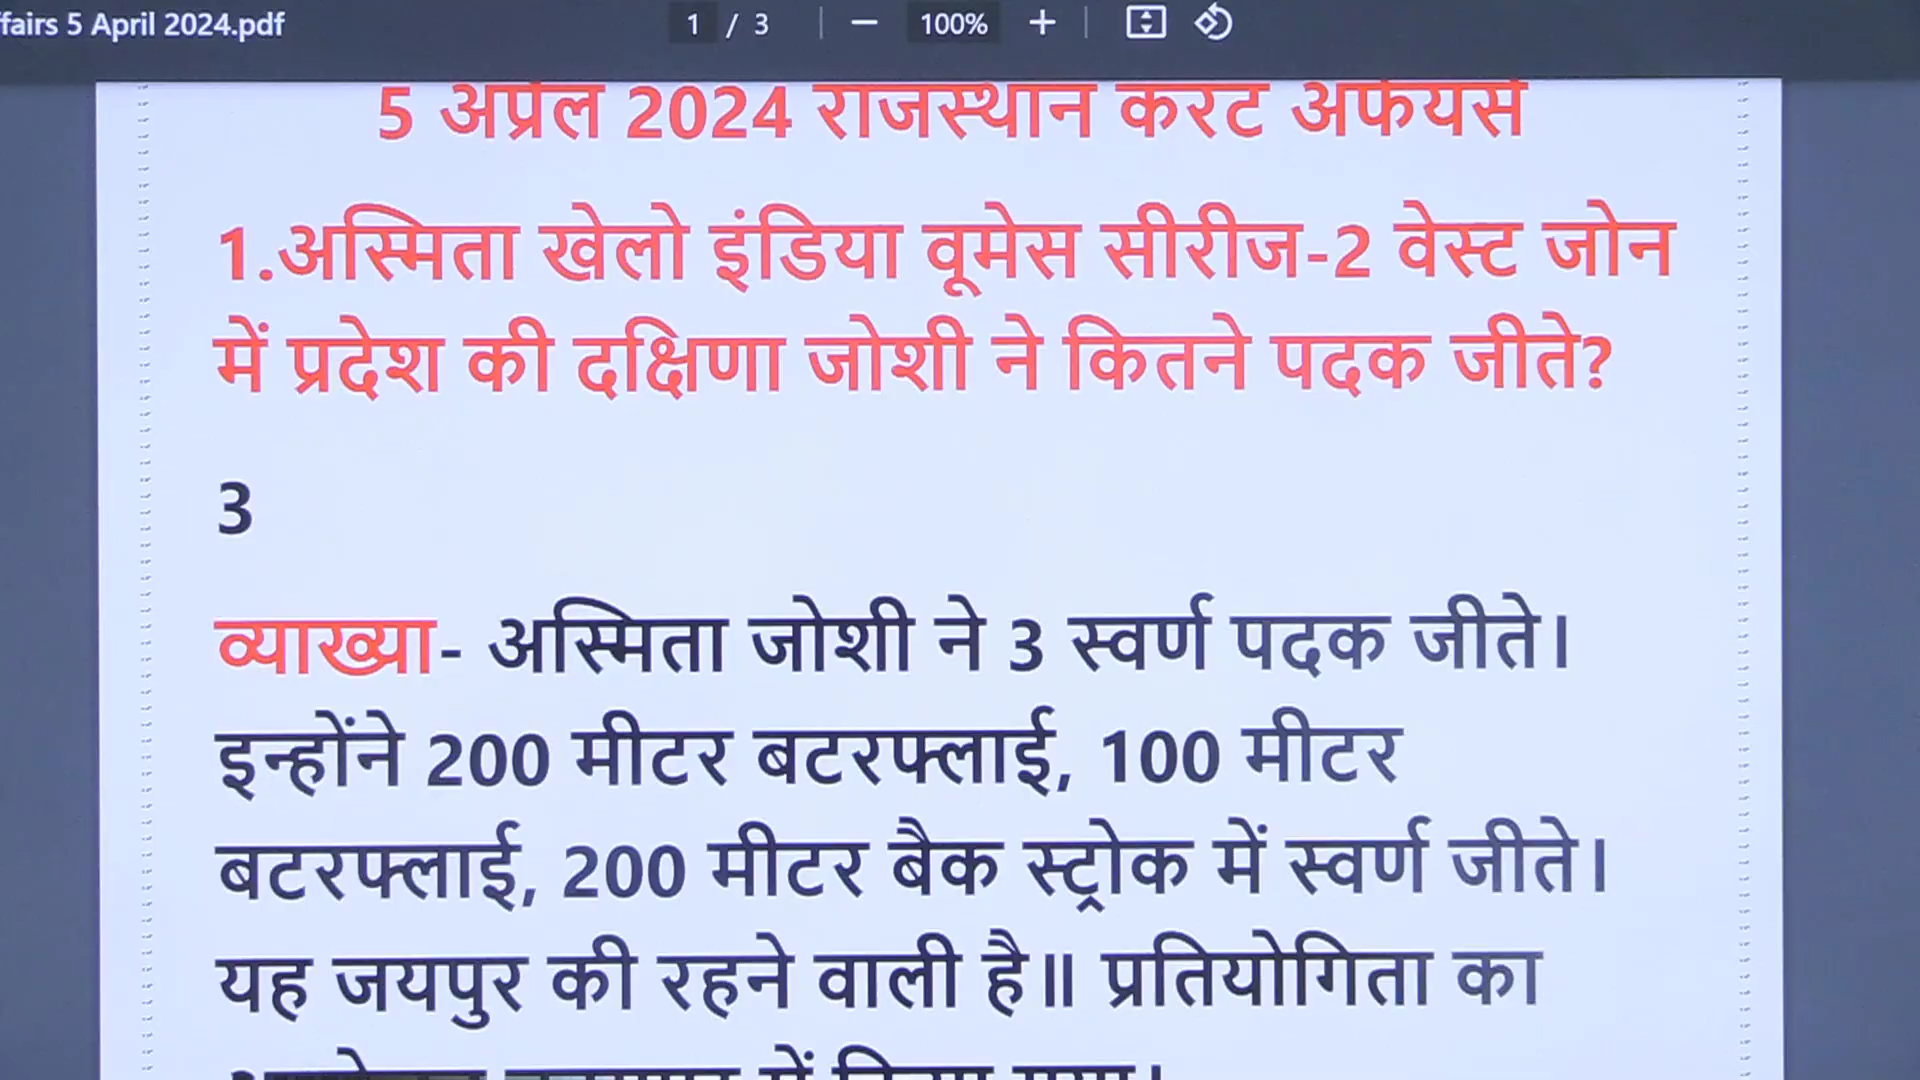 ffairs 5 April 2024.pdf
1 / 3
100%
5 अप्रैल 2024 राजस्थान करंट अफेयर्स
1.अस्मिता खेलो इंडिया वूमेस सीरीज-2 वेस्ट जोन
में प्रदेश की दक्षिणा जोशी ने कितने पदक जीते?
3
व्याख्या- अस्मिता जोशी ने 3 स्वर्ण पदक जीते।
इन्होंने 200 मीटर बटरफ्लाई, 100 मीटर
बटरफ्लाई, 200 मीटर बैक स्ट्रोक में स्वर्ण जीते।
यह जयपुर की रहने वाली है॥ प्रतियोगिता का
में किया गया।